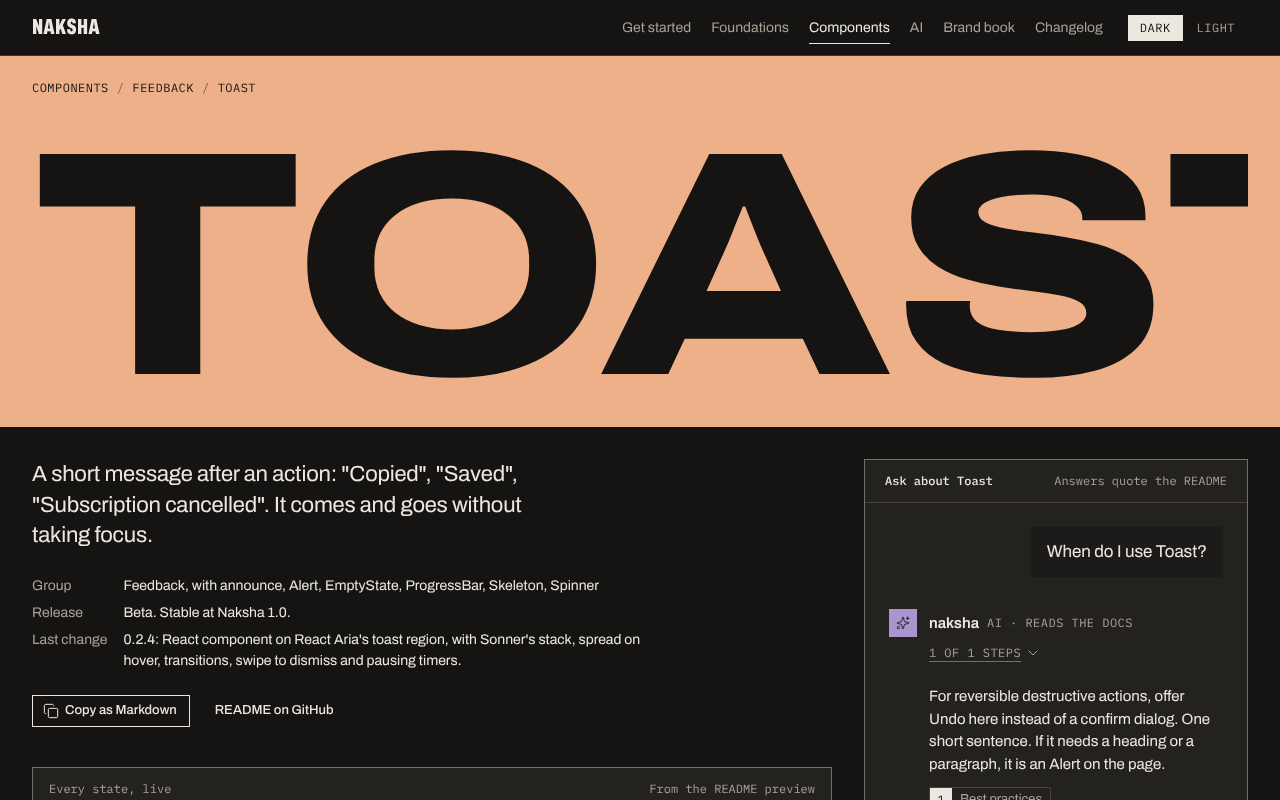 NAKSHA
Get started
Foundations
Components
AI
Brand book
Changelog
DARK
LIGHT
COMPONENTS / FEEDBACK / TOAST
TOAST
A short message after an action: "Copied", "Saved",
"Subscription cancelled". It comes and goes without
taking focus.
Group Feedback, with announce, Alert, EmptyState, ProgressBar, Skeleton, Spinner
Release Beta. Stable at Naksha 1.0.
Last change 0.2.4: React component on React Aria's toast region, with Sonner's stack, spread on
hover, transitions, swipe to dismiss and pausing timers.
Copy as Markdown
README on GitHub
Every state, live
From the README preview
Ask about Toast
Answers quote the README
When do I use Toast?
naksha AI · READS THE DOCS
1 OF 1 STEPS
For reversible destructive actions, offer
Undo here instead of a confirm dialog. One
short sentence. If it needs a heading or a
paragraph, it is an Alert on the page.
1 Best practices